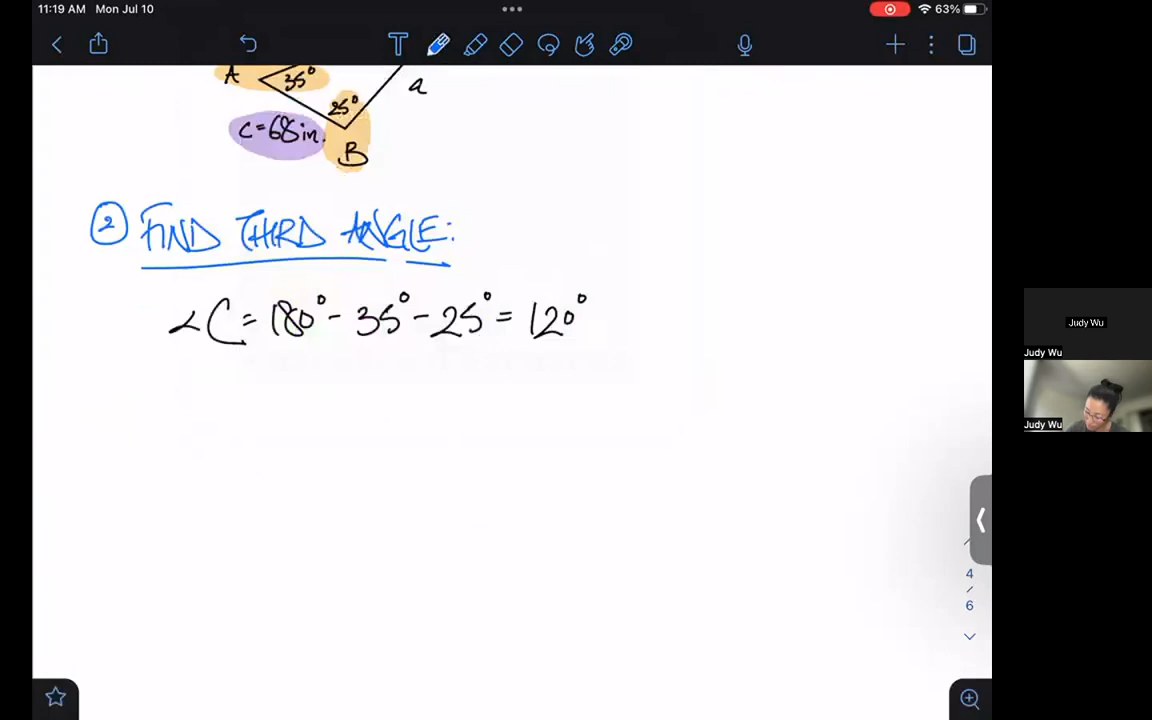 11:19 AM Mon Jul 10
63%
T
A
35°
a
25°
C=68in.
B
② FIND THIRD ANGLE:
∠C = 180° - 35° - 25° = 120°
Judy Wu
Judy Wu
Judy Wu
4
/
6